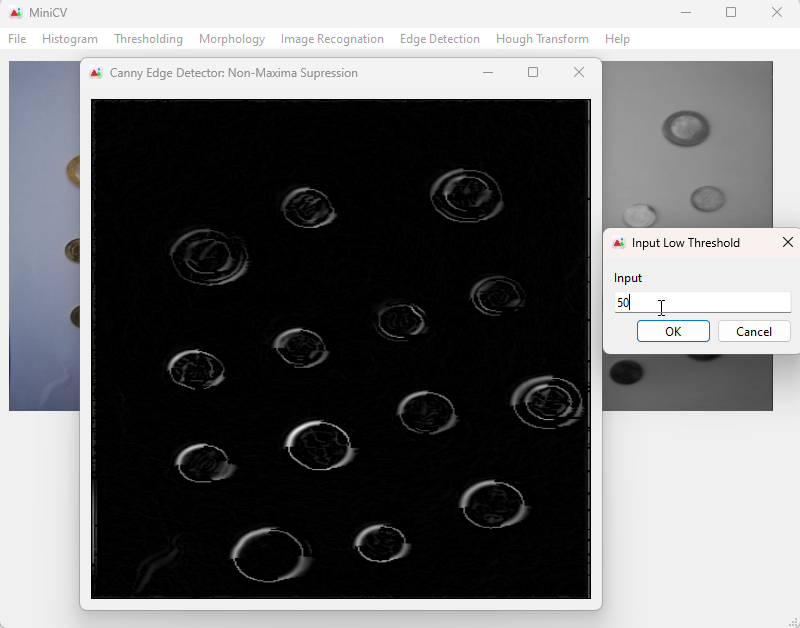 MiniCV
File Histogram Thresholding Morphology Image Recognation Edge Detection Hough Transform Help
Canny Edge Detector: Non-Maxima Supression
Input Low Threshold
Input
50
OK Cancel